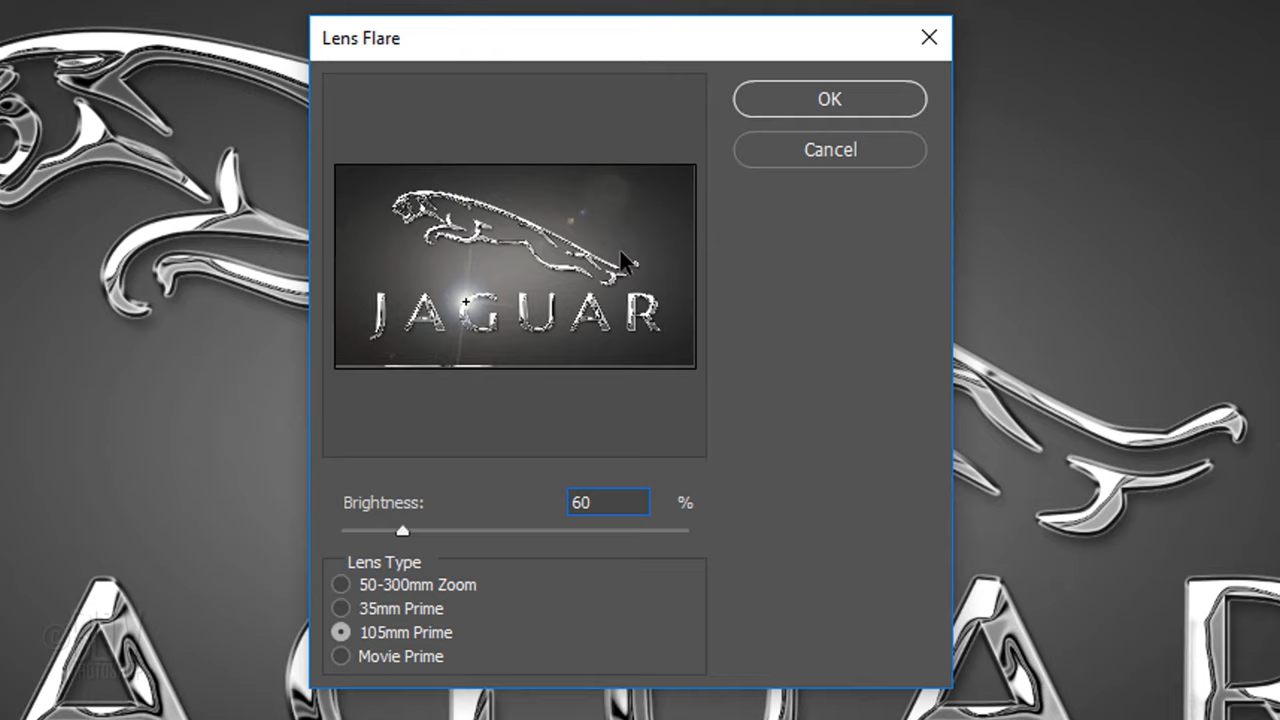 Lens Flare
OK
Cancel
JAGUAR
Brightness:
60
%
Lens Type
50-300mm Zoom
35mm Prime
105mm Prime
Movie Prime